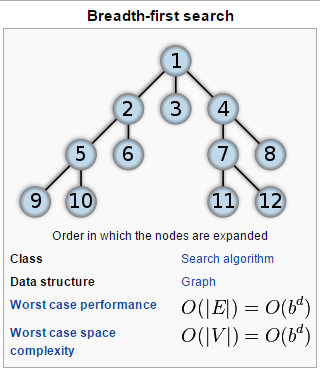 Breadth-first search
1
2 3 4
5 6 7 8
9 10 11 12
Order in which the nodes are expanded
Class Search algorithm
Data structure Graph
Worst case performance O(|E|) = O(b^d)
Worst case space complexity O(|V|) = O(b^d)